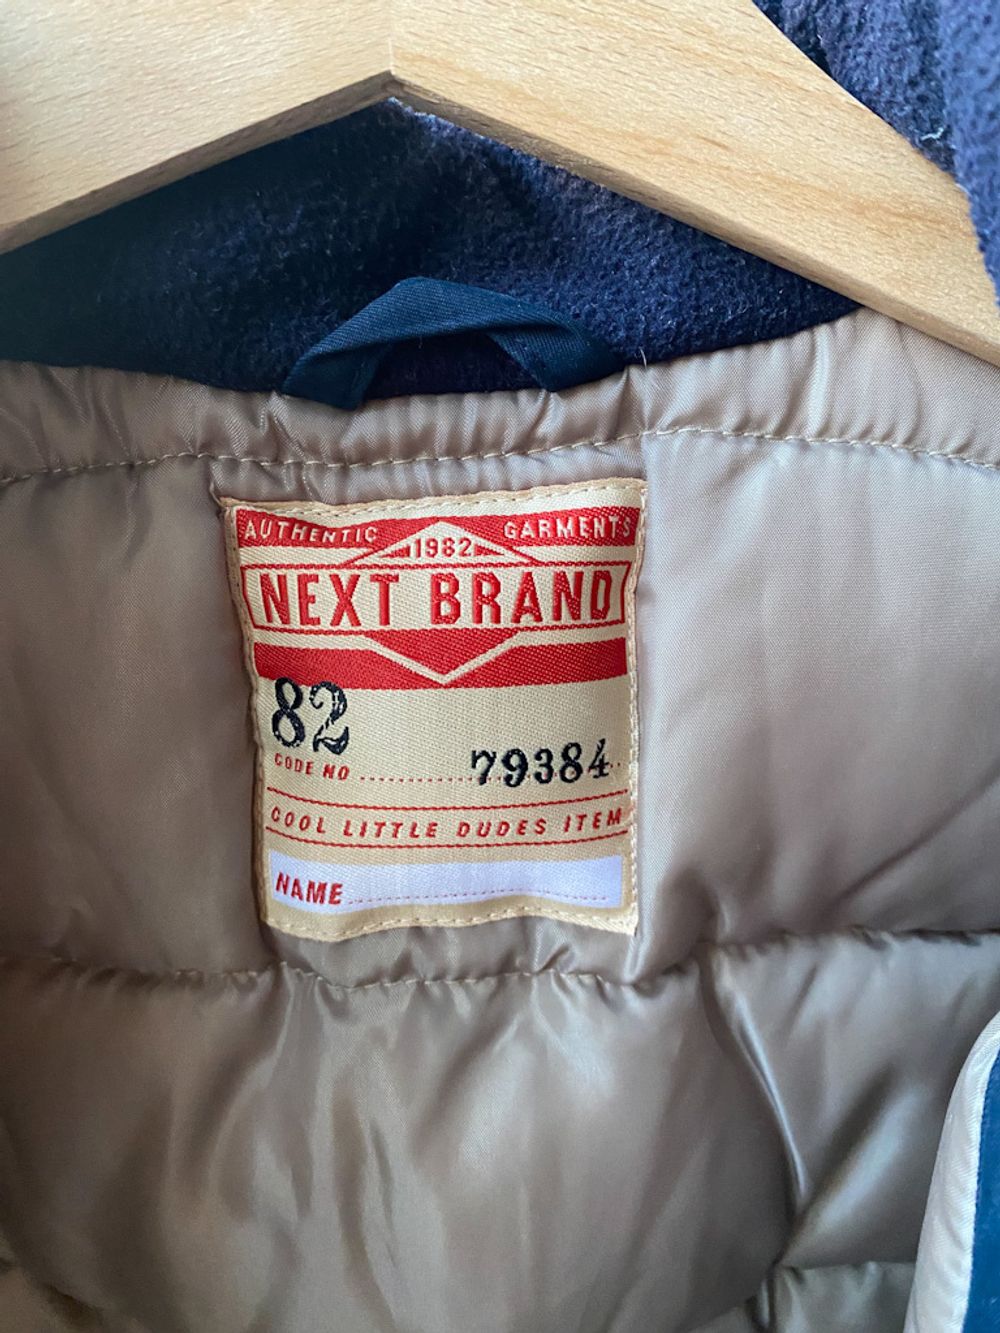 AUTHENTIC GARMENTS
1982
NEXT BRAND
82
CODE NO 79384
COOL LITTLE DUDES ITEM
NAME